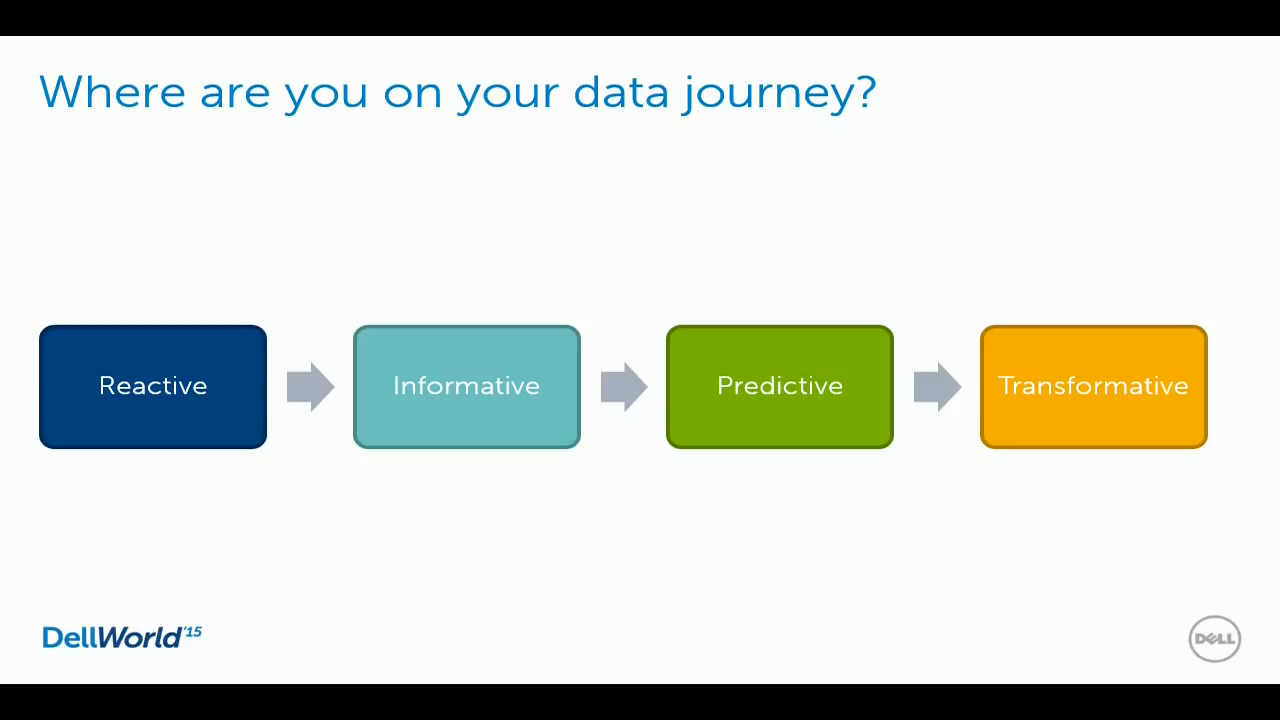 Where are you on your data journey?
Reactive
Informative
Predictive
Transformative
DellWorld'15
DELL